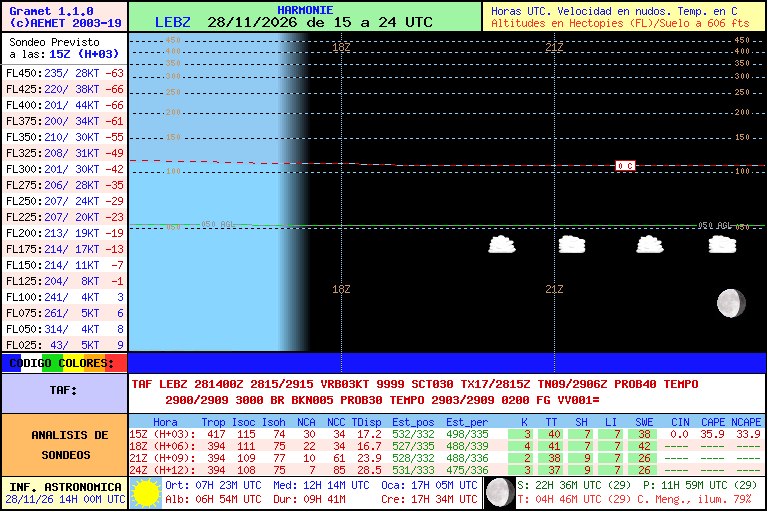 Gramet 1.1.0
(c)AEMET 2003-19
HARMONIE
LEBZ 28/11/2026 de 15 a 24 UTC
Horas UTC. Velocidad en nudos. Temp. en C
Altitudes en Hectopies (FL)/Suelo a 606 fts
Sondeo Previsto
a las: 15Z (H+03)
FL450:235/ 28KT -63
FL425:220/ 38KT -66
FL400:201/ 44KT -66
FL375:200/ 34KT -61
FL350:210/ 30KT -55
FL325:208/ 31KT -49
FL300:201/ 30KT -42
FL275:206/ 28KT -35
FL250:207/ 24KT -29
FL225:207/ 20KT -23
FL200:213/ 19KT -19
FL175:214/ 17KT -13
FL150:214/ 11KT -7
FL125:204/ 8KT -1
FL100:241/ 4KT 3
FL075:261/ 5KT 6
FL050:314/ 4KT 8
FL025: 43/ 5KT 9
450 450
400 18Z 21Z 400
300 300
250 250
200 200
150 150
0 C
100 100
050 050 AGL 050 AGL 050
18Z 21Z
CODIGO COLORES:
TAF:
TAF LEBZ 281400Z 2815/2915 VRB03KT 9999 SCT030 TX17/2815Z TN09/2906Z PROB40 TEMPO
2900/2909 3000 BR BKN005 PROB30 TEMPO 2903/2909 0200 FG VV001=
ANALISIS DE
SONDEOS
Hora Trop Isoc Isoh NCA NCC TDisp Est_pos Est_per K TT SH LI SWE CIN CAPE NCAPE
15Z (H+03): 417 115 74 30 34 17.2 532/332 498/335 3 40 7 7 38 0.0 35.9 33.9
18Z (H+06): 394 111 75 22 34 16.7 527/335 488/339 4 41 7 7 42
21Z (H+09): 394 109 77 10 61 23.9 528/332 488/336 2 38 9 7 26
24Z (H+12): 394 108 75 7 85 28.5 531/333 475/336 3 37 9 7 26
INF. ASTRONOMICA
28/11/26 14H 00M UTC
Ort: 07H 23M UTC Med: 12H 14M UTC Oca: 17H 05M UTC
Alb: 06H 54M UTC Dur: 09H 41M Cre: 17H 34M UTC
S: 22H 36M UTC (29) P: 11H 59M UTC (29)
T: 04H 46M UTC (29) C. Meng., ilum. 79%